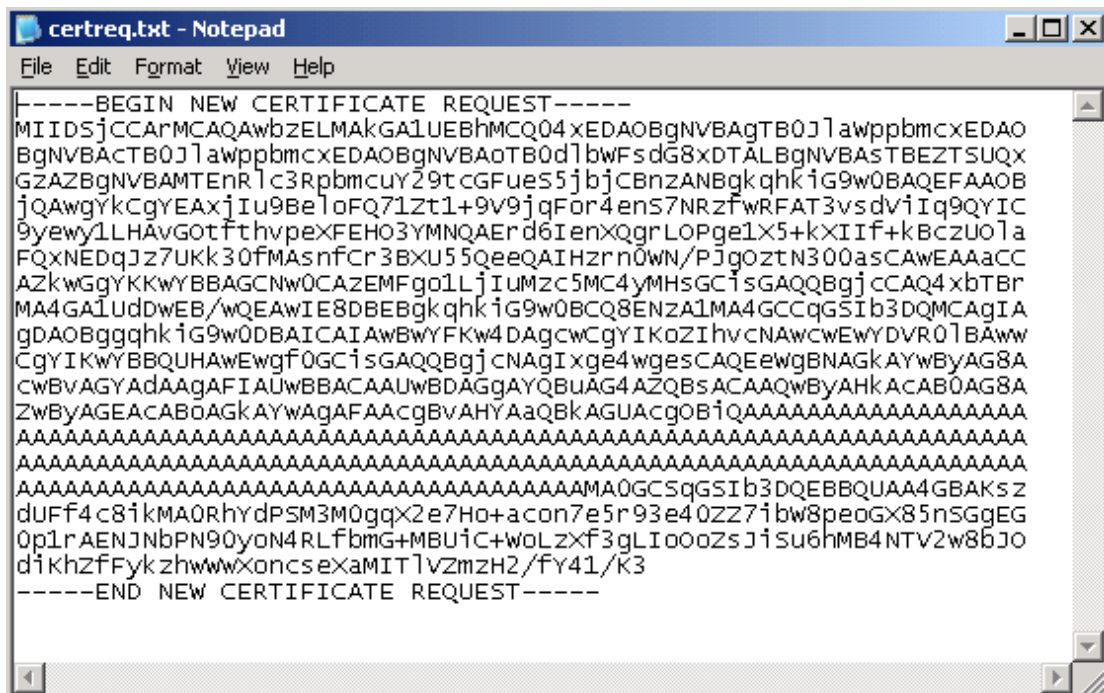 certreq.txt - Notepad
File Edit Format View Help
-----BEGIN NEW CERTIFICATE REQUEST-----
MIIDSjCCArMCAQAwbzELMAkGA1UEBhMCQ04xEDAOBgNVBAgTB0JlaWppbmcxEDAO
BgNVBAcTB0JlaWppbmcxEDAOBgNVBAoTB0dlbWFsdG8xDTALBgNVBAsTBEZTSUQx
GzAZBgNVBAMTEnRlc3RpbmcuY29tcGFueS5jbjCBnzANBgkqhkiG9w0BAQEFAAOB
jQAwgYkCgYEAxjIu9BeloFQ71Zt1+9V9jqFor4enS7NRzfwRFAT3vsdViIq9QYIC
9yewy1LHAvGOtfthvpeXFEHO3YMNQAErd6IenXQgrLOPge1X5+kXIIf+kBczUOla
FQxNEDqJz7UKk30fMAsnfCr3BXU55QeeQAIHzrn0WN/PJgOztN300asCAwEAAaCC
AZkwGgYKKwYBBAGCNw0CAzEMFgo1LjIuMzc5MC4yMHsGCisGAQQBgjcCAQ4xbTBr
MA4GA1UdDwEB/wQEAwIE8DBEBgkqhkiG9w0BCQ8ENzA1MA4GCCqGSIb3DQMCAgIA
gDAOBggqhkiG9w0DBAICAIAwBwYFKw4DAgcwCgYIKoZIhvcNAwcwEwYDVR0lBAww
CgYIKwYBBQUHAwEwgf0GCisGAQQBgjcNAgIxge4wgesCAQEewgBNAGkAYwByAG8A
cwBvAGYAdAAgAFIAUwBBACAAUwBDAGgAYQBuAG4AZQBsACAAQwByAHkAcAB0AG8A
ZwByAGEAcABoAGkAYwAgAFAAcgBvAHYAaQBkAGUAcgOBiQAAAAAAAAAAAAAAAAAA
AAAAAAAAAAAAAAAAAAAAAAAAAAAAAAAAAAAAAAAAAAAAAAAAAAAAAAAAAAAAAAAA
AAAAAAAAAAAAAAAAAAAAAAAAAAAAAAAAAAAAAAAAAAAAAAAAAAAAAAAAAAAAAAAA
AAAAAAAAAAAAAAAAAAAAAAAAAAAAAAAAAAAAMA0GCSqGSIb3DQEBBQUAA4GBAKsz
dUFf4c8ikMA0RhYdPSM3M0gqX2e7Ho+acon7e5r93e40ZZ7ibW8peoGX85nSGgEG
0p1rAENJNbPN90yoN4RLfbmG+MBUiC+WoLzXf3gLIoOoZsJiSu6hMB4NTV2w8bJO
diKhZfFykzhwWwXoncseXaMITlVZmzH2/fY41/K3
-----END NEW CERTIFICATE REQUEST-----